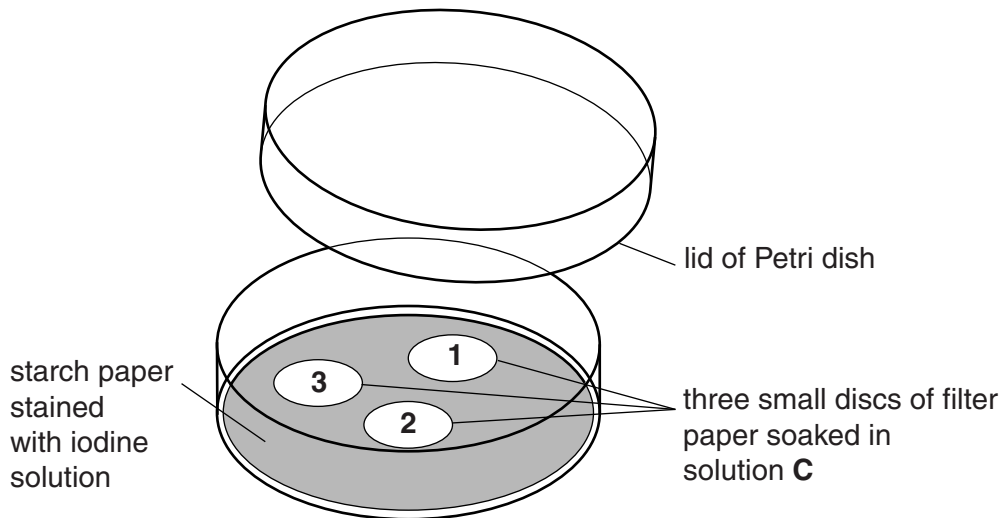 lid of Petri dish
1
3
2
starch paper
stained
with iodine
solution
three small discs of filter
paper soaked in
solution C